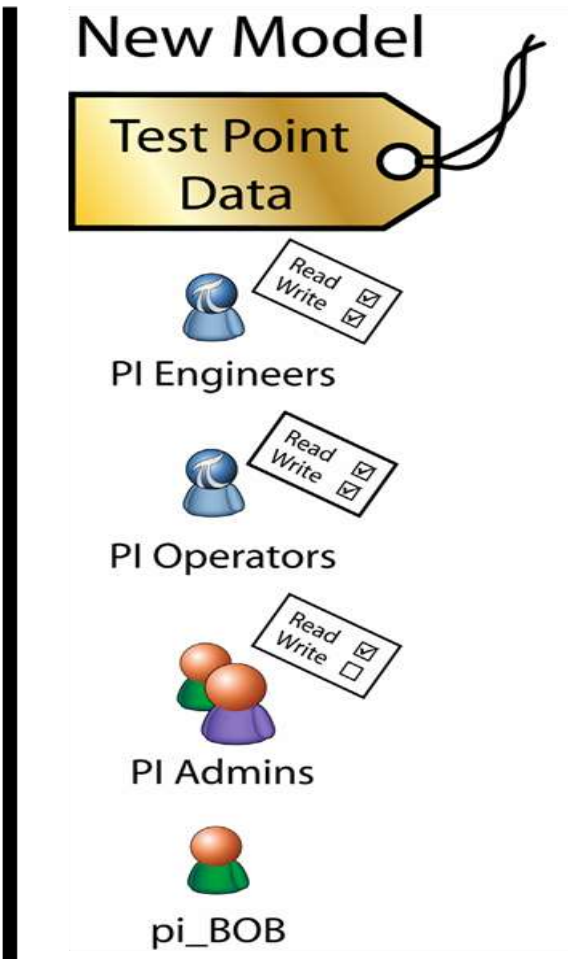 New Model
Test Point
Data
Read
Write
PI Engineers
Read
Write
PI Operators
Read
Write
PI Admins
pi_BOB